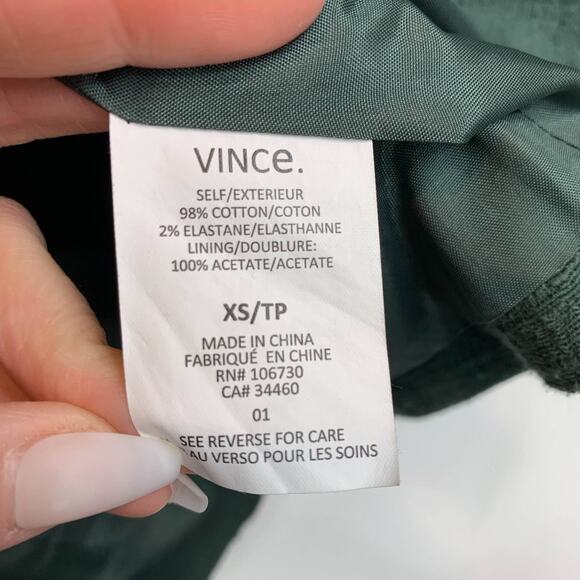 VINCe.
SELF/EXTERIEUR
98% COTTON/COTON
2% ELASTANE/ELASTHANNE
LINING/DOUBLURE:
100% ACETATE/ACETATE
XS/TP
MADE IN CHINA
FABRIQUÉ EN CHINE
RN# 106730
CA# 34460
01
SEE REVERSE FOR CARE
AU VERSO POUR LES SOINS